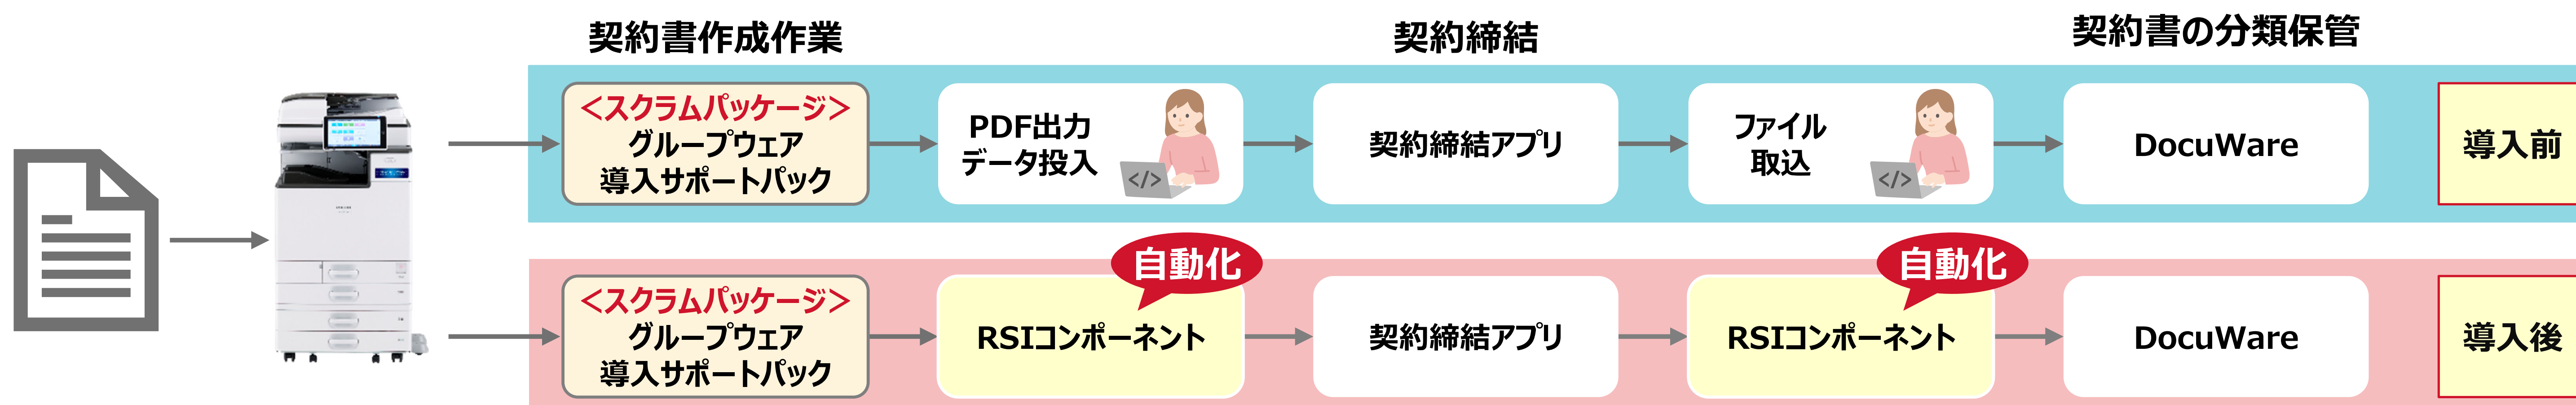 契約書作成作業
契約締結
契約書の分類保管
＜スクラムパッケージ＞
グループウェア
導入サポートパック
PDF出力
データ投入
</>
契約締結アプリ
ファイル
取込
</>
DocuWare
導入前
＜スクラムパッケージ＞
グループウェア
導入サポートパック
自動化
RSIコンポーネント
契約締結アプリ
自動化
RSIコンポーネント
DocuWare
導入後